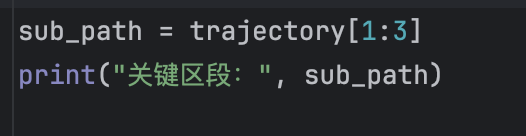 sub_path = trajectory[1:3]
print("关键区段：", sub_path)